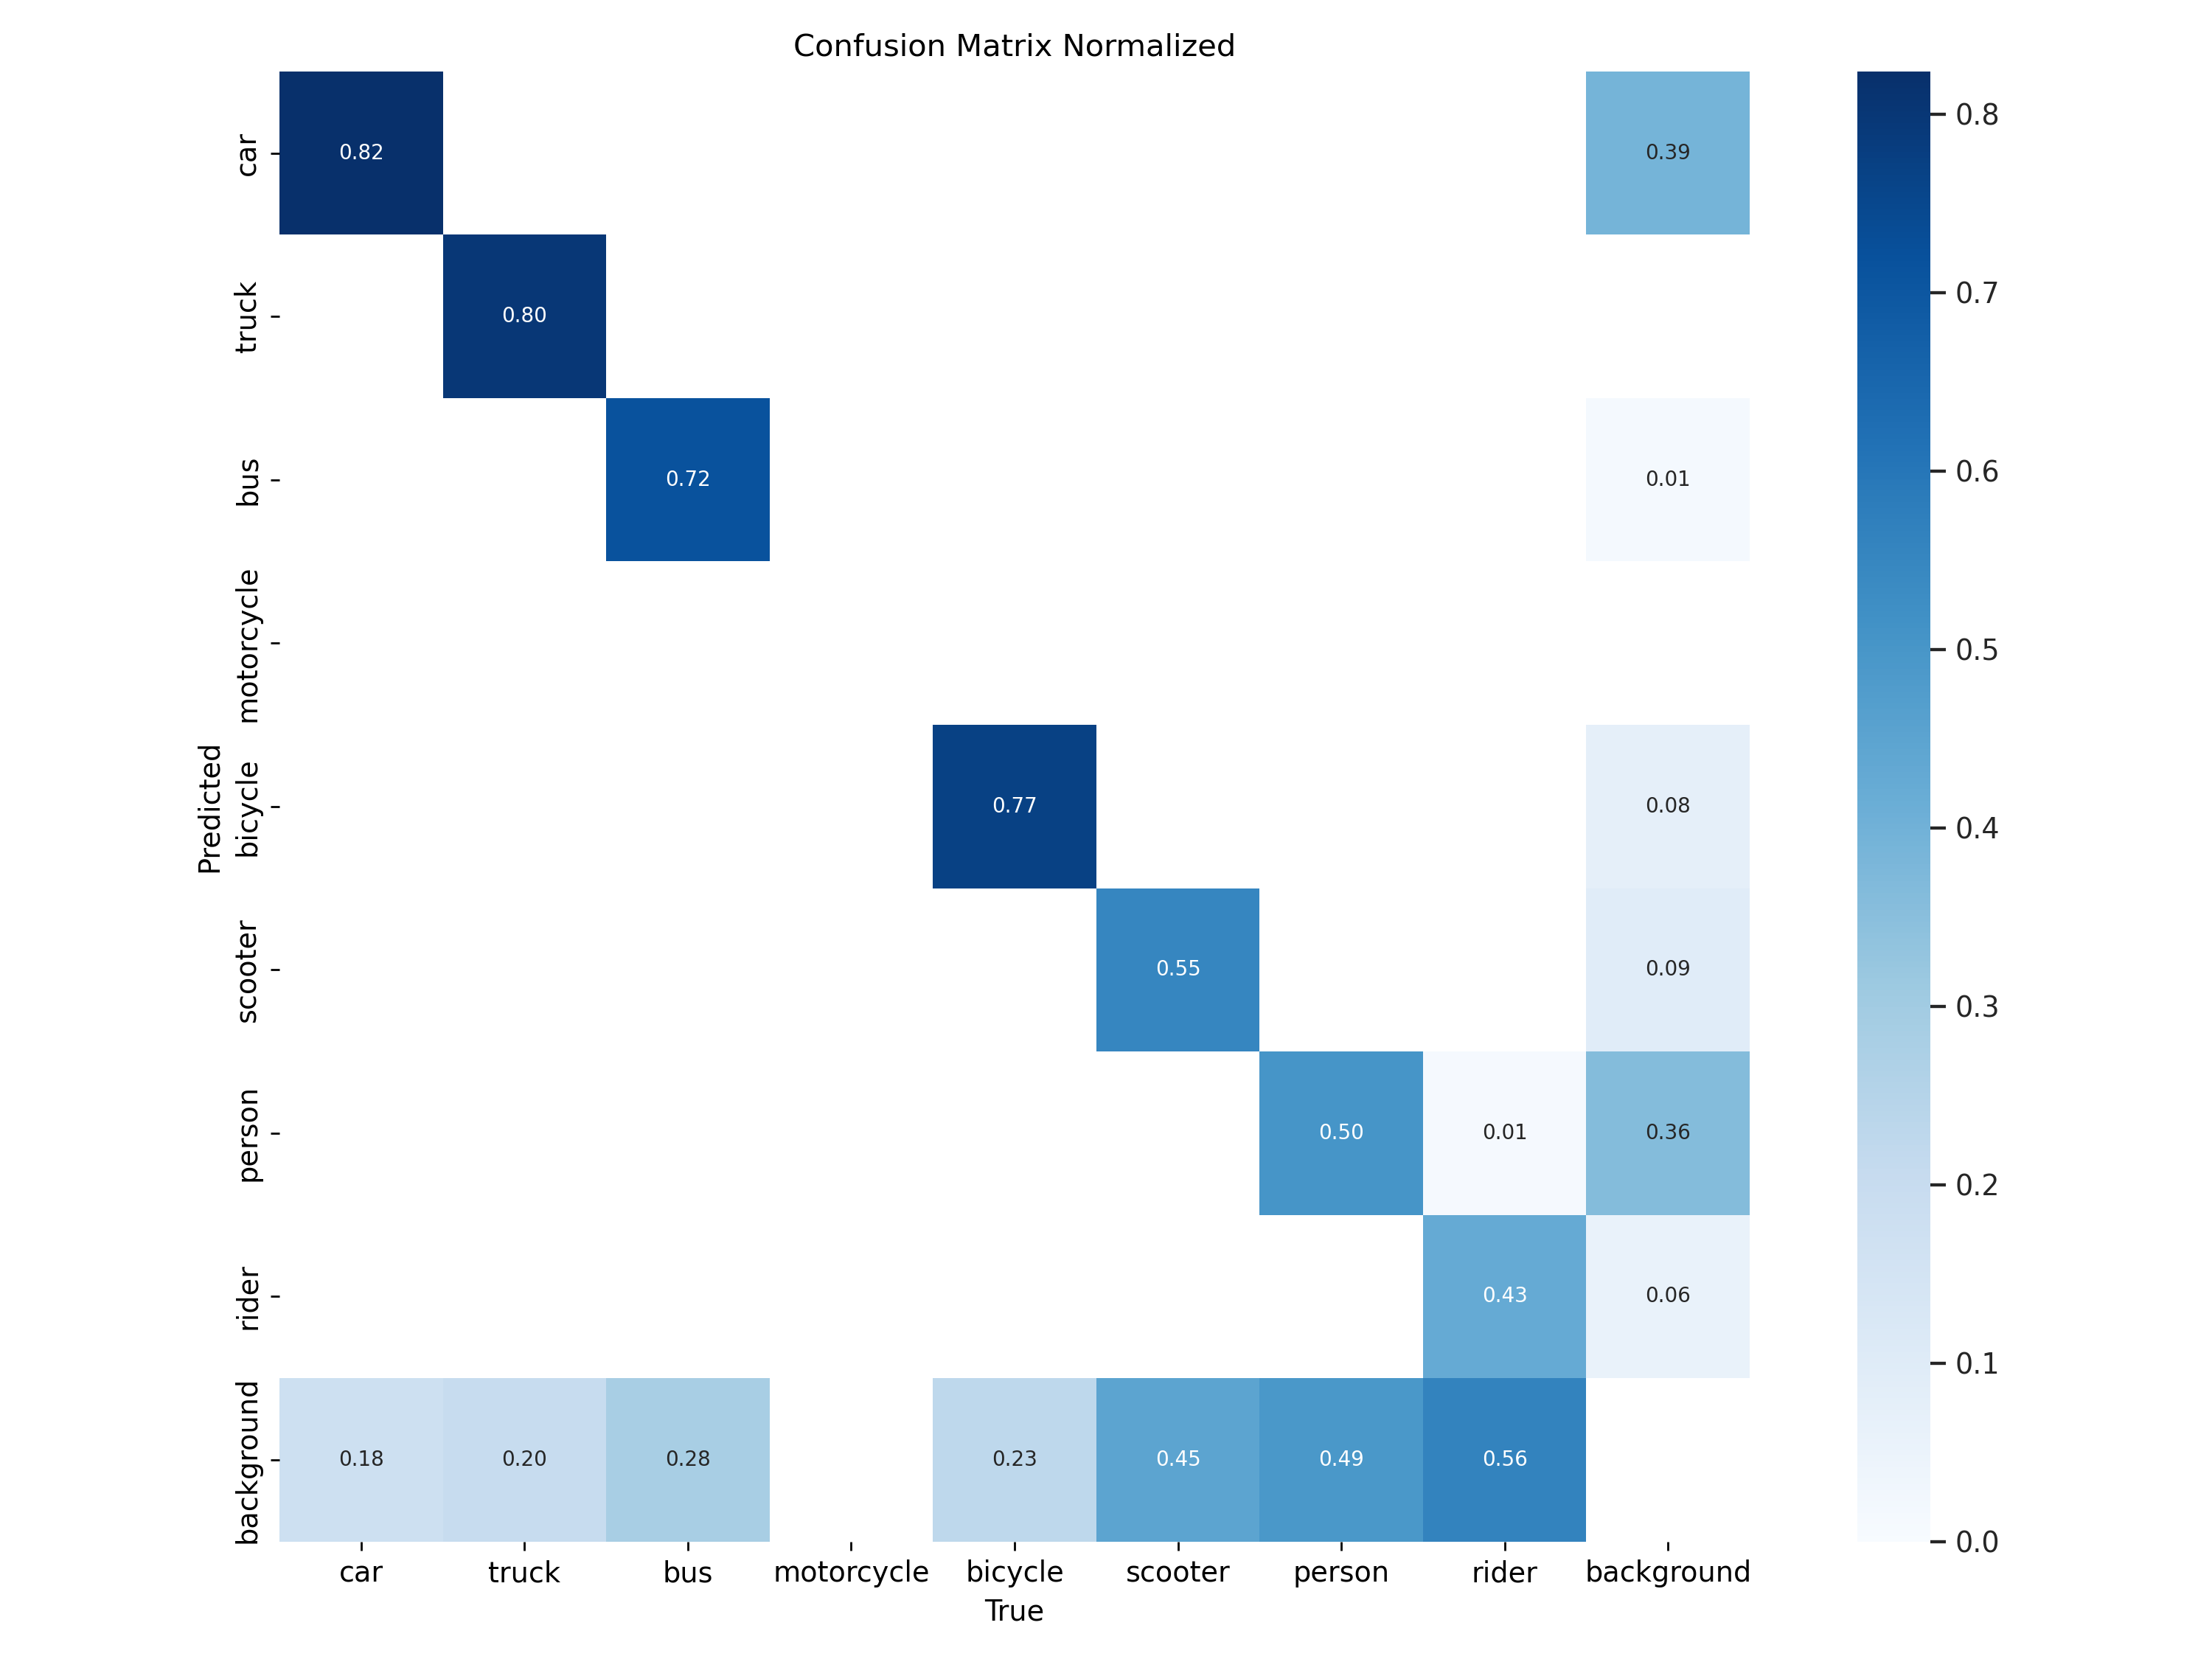 Confusion Matrix Normalized
car
0.82
0.39
0.8
truck
0.80
0.7
bus
0.72
0.01
0.6
motorcycle
0.5
Predicted
bicycle
0.77
0.08
0.4
scooter
0.55
0.09
0.3
person
0.50
0.01
0.36
0.2
rider
0.43
0.06
0.1
background
0.18
0.20
0.28
0.23
0.45
0.49
0.56
0.0
car truck bus motorcycle bicycle scooter person rider background
True